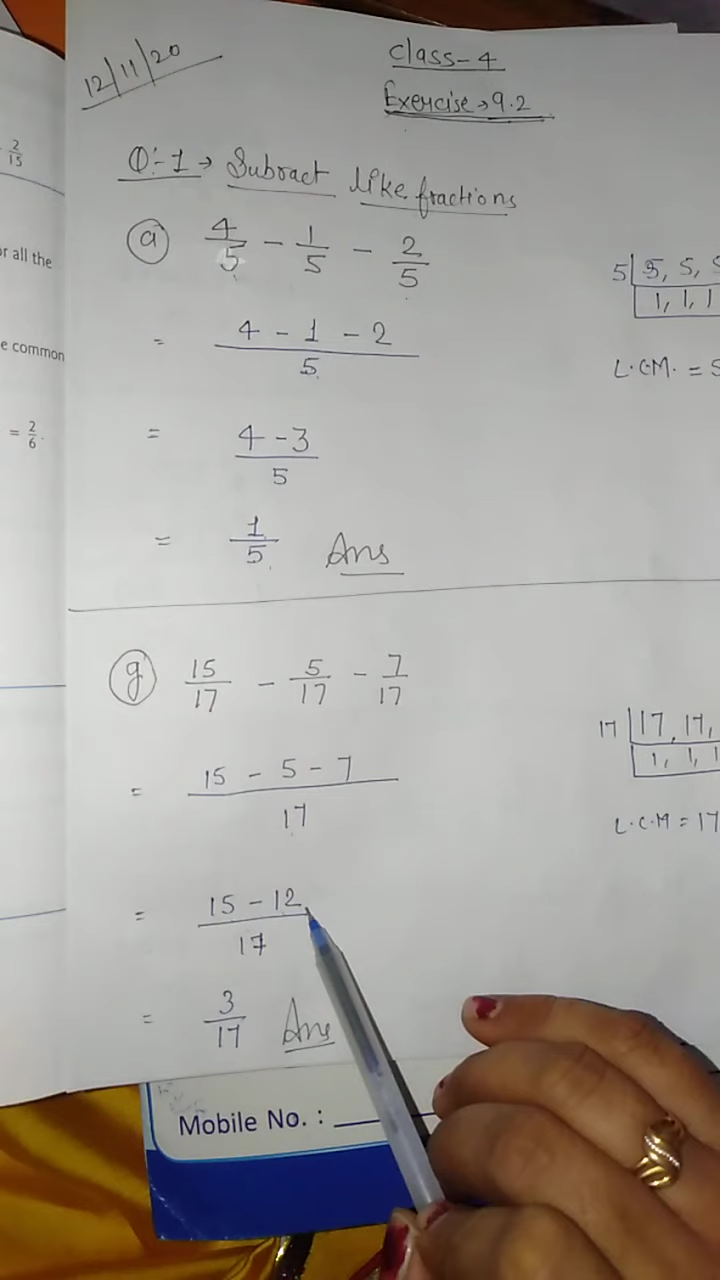 12/11/20
Class-4
Exercise → 9.2
Q:-1 → Subract like fractions
(a) 4/5 - 1/5 - 2/5
= 4 - 1 - 2 / 5
= 4 - 3 / 5
= 1/5 Ans
5 | 5, 5, 5
1, 1, 1
L.C.M. = 5
(g) 15/17 - 5/17 - 7/17
= 15 - 5 - 7 / 17
= 15 - 12 / 17
= 3/17 Ans
17 | 17, 17,
1, 1, 1
L.C.M = 17
2/15
r all the
e common
= 2/6.
Mobile No. :